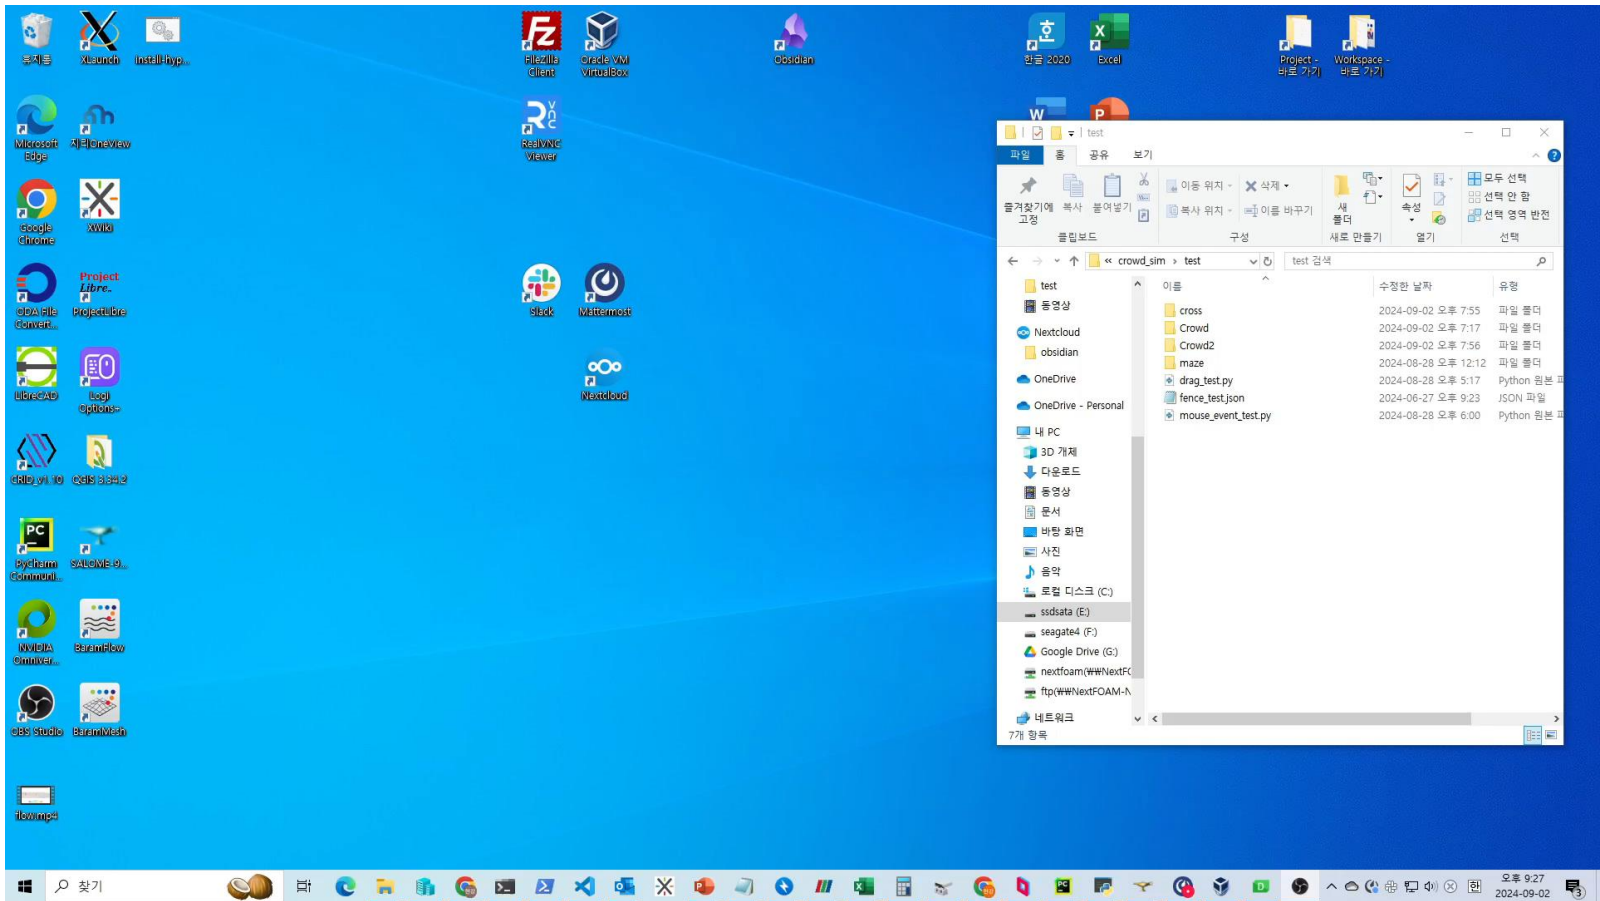 휴지통
XLaunch
install-hyp...
FileZilla
Client
Oracle VM
VirtualBox
Obsidian
한글 2020
Excel
Project -
바로 가기
Workspace -
바로 가기
Microsoft
Edge
지티OneView
RealVNC
Viewer
test
파일
홈
공유
보기
즐겨찾기에
고정
복사
붙여넣기
이동 위치
복사 위치
삭제
이름 바꾸기
새
폴더
속성
모두 선택
선택 안 함
선택 영역 반전
클립보드
구성
새로 만들기
열기
선택
Google
Chrome
XWiki
« crowd_sim › test
test 검색
ODA File
Convert...
Project
Libre
ProjectLibre
Slack
Mattermost
이름
수정한 날짜
유형
cross 2024-09-02 오후 7:55 파일 폴더
Crowd 2024-09-02 오후 7:17 파일 폴더
Crowd2 2024-09-02 오후 7:56 파일 폴더
maze 2024-08-28 오후 12:12 파일 폴더
drag_test.py 2024-08-28 오후 5:17 Python 원본
fence_test.json 2024-06-27 오후 9:23 JSON 파일
mouse_event_test.py 2024-08-28 오후 6:00 Python 원본
test
동영상
Nextcloud
obsidian
OneDrive
OneDrive - Personal
내 PC
3D 개체
다운로드
동영상
문서
바탕 화면
사진
음악
로컬 디스크 (C:)
ssdsata (E:)
seagate4 (F:)
Google Drive (G:)
nextfoam(₩₩NextFO
ftp(₩₩NextFOAM-N
네트워크
7개 항목
LibreCAD
Logi
Options+
Nextcloud
CRID_v1.10
QGIS 3.34.2
PyCharm
Communi...
SALOME-9...
NVIDIA
Omniver...
BaramFlow
OBS Studio
BaramMesh
flow.mp4
찾기
한
오후 9:27
2024-09-02
3